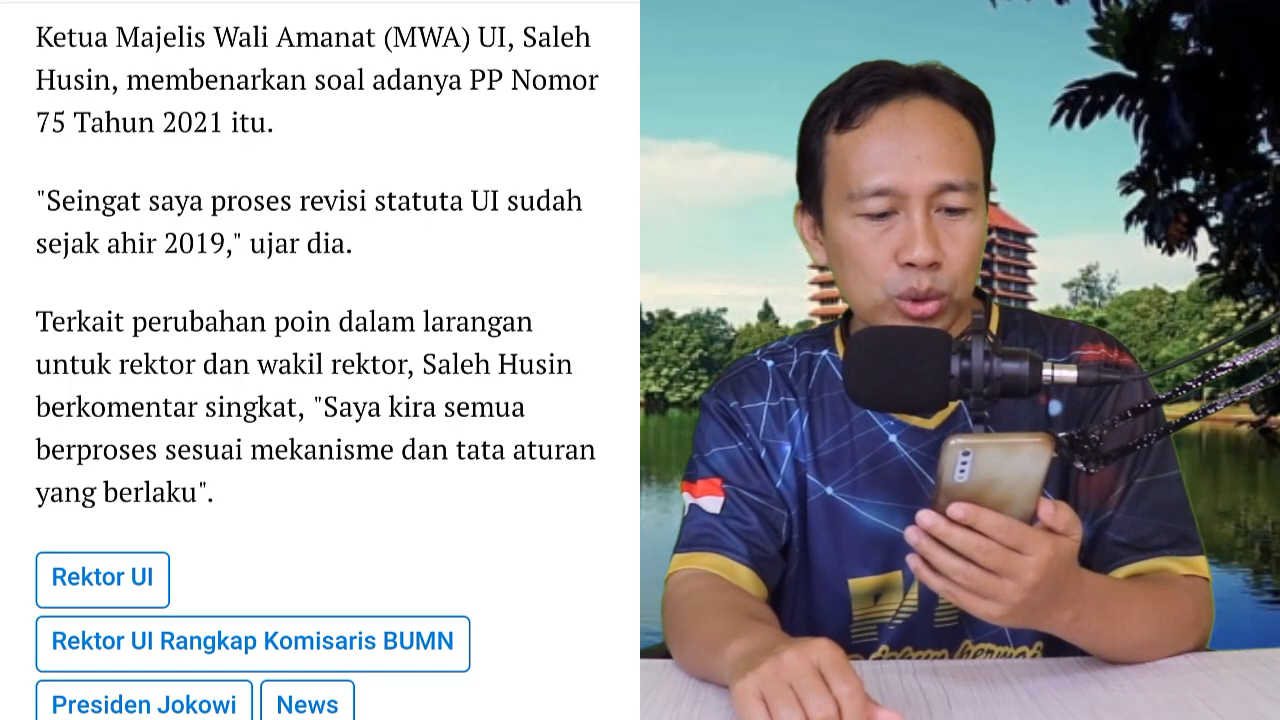 Ketua Majelis Wali Amanat (MWA) UI, Saleh
Husin, membenarkan soal adanya PP Nomor
75 Tahun 2021 itu.
"Seingat saya proses revisi statuta UI sudah
sejak ahir 2019," ujar dia.
Terkait perubahan poin dalam larangan
untuk rektor dan wakil rektor, Saleh Husin
berkomentar singkat, "Saya kira semua
berproses sesuai mekanisme dan tata aturan
yang berlaku".
Rektor UI
Rektor UI Rangkap Komisaris BUMN
Presiden Jokowi
News